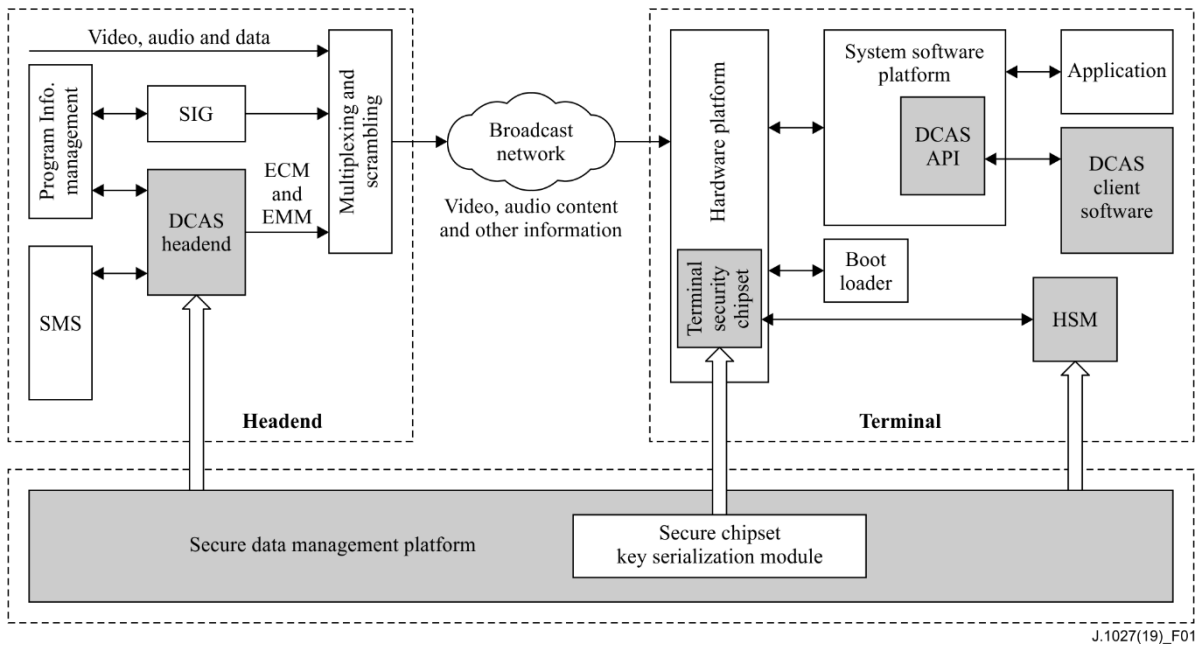 Video, audio and data
Program Info.
management
SIG
DCAS
headend
ECM
and
EMM
SMS
Multiplexing and
scrambling
Headend
Broadcast
network
Video, audio content
and other information
Hardware platform
Terminal
security
chipset
System software
platform
DCAS
API
Application
DCAS
client
software
Boot
loader
HSM
Terminal
Secure data management platform
Secure chipset
key serialization module
J.1027(19)_F01